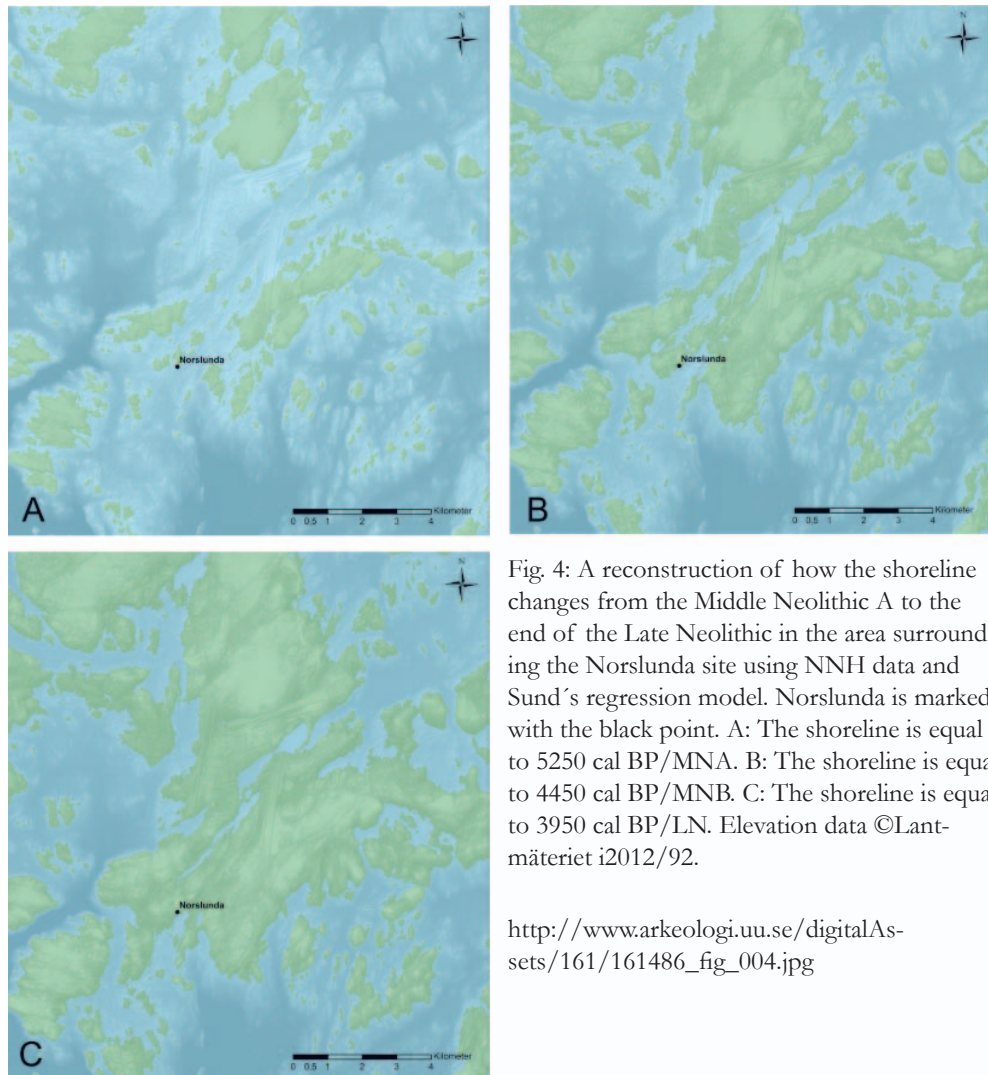 N
Norslunda
A
0 0.5 1 2 3 4 Kilometer
N
Norslunda
B
0 0.5 1 2 3 4 Kilometer
N
Norslunda
C
0 0.5 1 2 3 4 Kilometer
Fig. 4: A reconstruction of how the shoreline
changes from the Middle Neolithic A to the
end of the Late Neolithic in the area surround
ing the Norslunda site using NNH data and
Sund´s regression model. Norslunda is marked
with the black point. A: The shoreline is equal
to 5250 cal BP/MNA. B: The shoreline is equa
to 4450 cal BP/MNB. C: The shoreline is equa
to 3950 cal BP/LN. Elevation data ©Lant-
mäteriet i2012/92.
http://www.arkeologi.uu.se/digitalAs-
sets/161/161486_fig_004.jpg